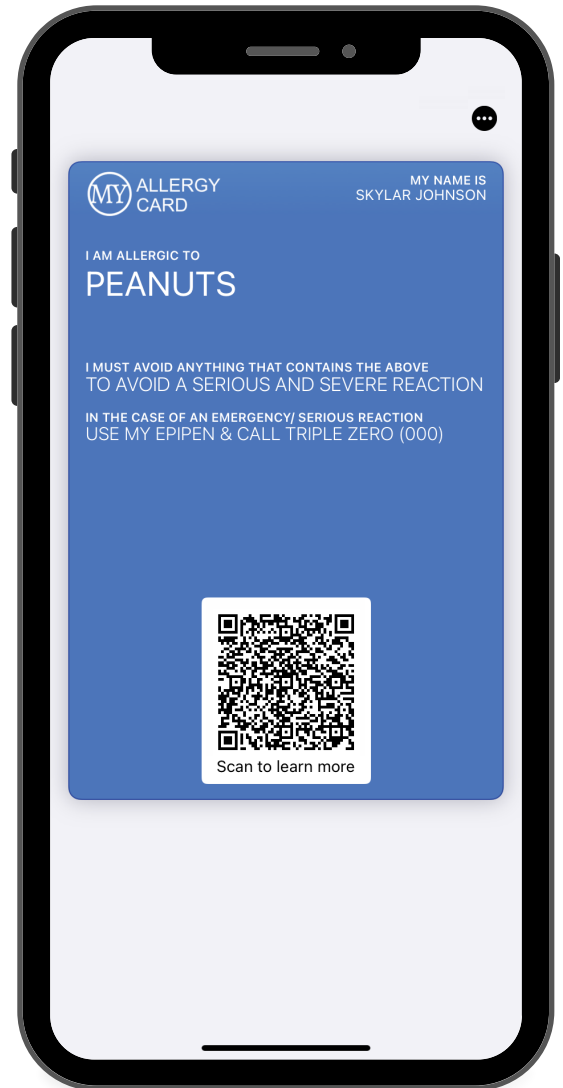 MY ALLERGY
CARD
MY NAME IS
SKYLAR JOHNSON
I AM ALLERGIC TO
PEANUTS
I MUST AVOID ANYTHING THAT CONTAINS THE ABOVE
TO AVOID A SERIOUS AND SEVERE REACTION
IN THE CASE OF AN EMERGENCY/ SERIOUS REACTION
USE MY EPIPEN & CALL TRIPLE ZERO (000)
Scan to learn more